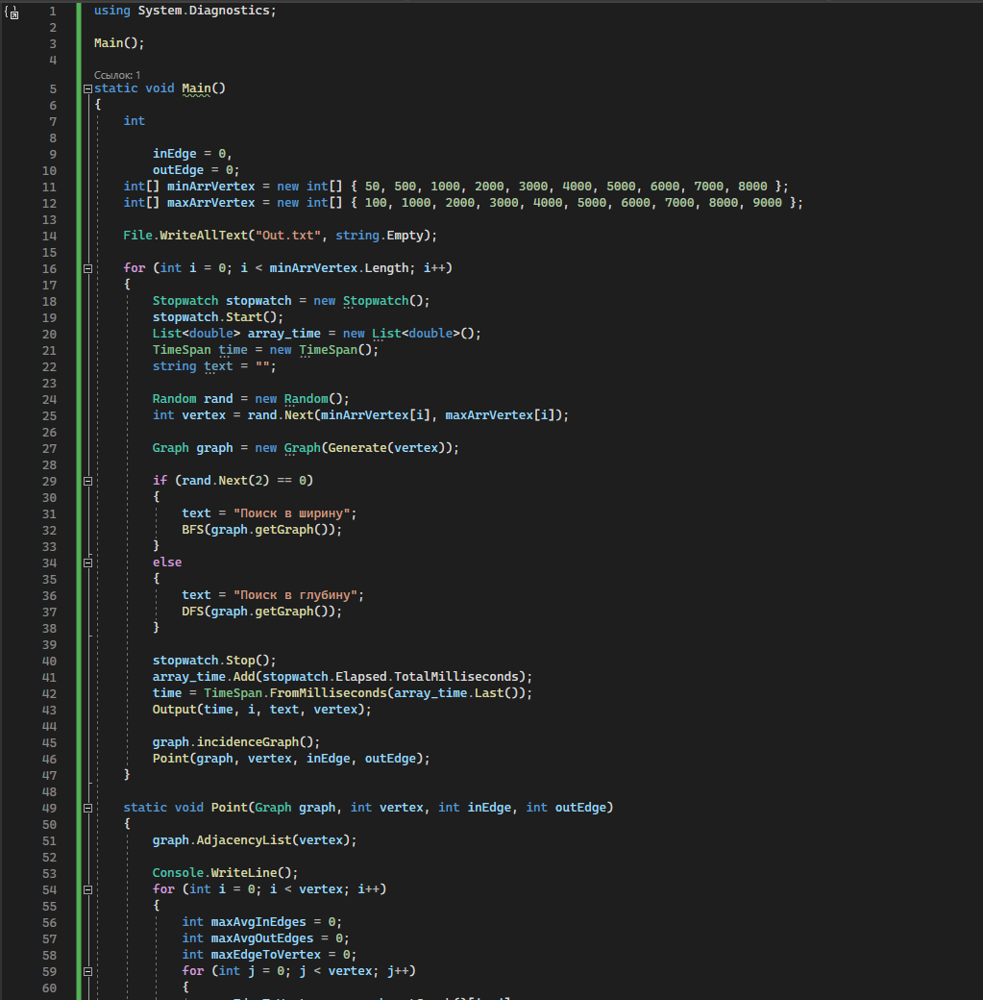 1 using System.Diagnostics;
2
3 Main();
4
Ссылок: 1
5 static void Main()
6 {
7 int
8
9 inEdge = 0,
10 outEdge = 0;
11 int[] minArrVertex = new int[] { 50, 500, 1000, 2000, 3000, 4000, 5000, 6000, 7000, 8000 };
12 int[] maxArrVertex = new int[] { 100, 1000, 2000, 3000, 4000, 5000, 6000, 7000, 8000, 9000 };
13
14 File.WriteAllText("Out.txt", string.Empty);
15
16 for (int i = 0; i < minArrVertex.Length; i++)
17 {
18 Stopwatch stopwatch = new Stopwatch();
19 stopwatch.Start();
20 List<double> array_time = new List<double>();
21 TimeSpan time = new TimeSpan();
22 string text = "";
23
24 Random rand = new Random();
25 int vertex = rand.Next(minArrVertex[i], maxArrVertex[i]);
26
27 Graph graph = new Graph(Generate(vertex));
28
29 if (rand.Next(2) == 0)
30 {
31 text = "Поиск в ширину";
32 BFS(graph.getGraph());
33 }
34 else
35 {
36 text = "Поиск в глубину";
37 DFS(graph.getGraph());
38 }
39
40 stopwatch.Stop();
41 array_time.Add(stopwatch.Elapsed.TotalMilliseconds);
42 time = TimeSpan.FromMilliseconds(array_time.Last());
43 Output(time, i, text, vertex);
44
45 graph.incidenceGraph();
46 Point(graph, vertex, inEdge, outEdge);
47 }
48
49 static void Point(Graph graph, int vertex, int inEdge, int outEdge)
50 {
51 graph.AdjacencyList(vertex);
52
53 Console.WriteLine();
54 for (int i = 0; i < vertex; i++)
55 {
56 int maxAvgInEdges = 0;
57 int maxAvgOutEdges = 0;
58 int maxEdgeToVertex = 0;
59 for (int j = 0; j < vertex; j++)
60 {